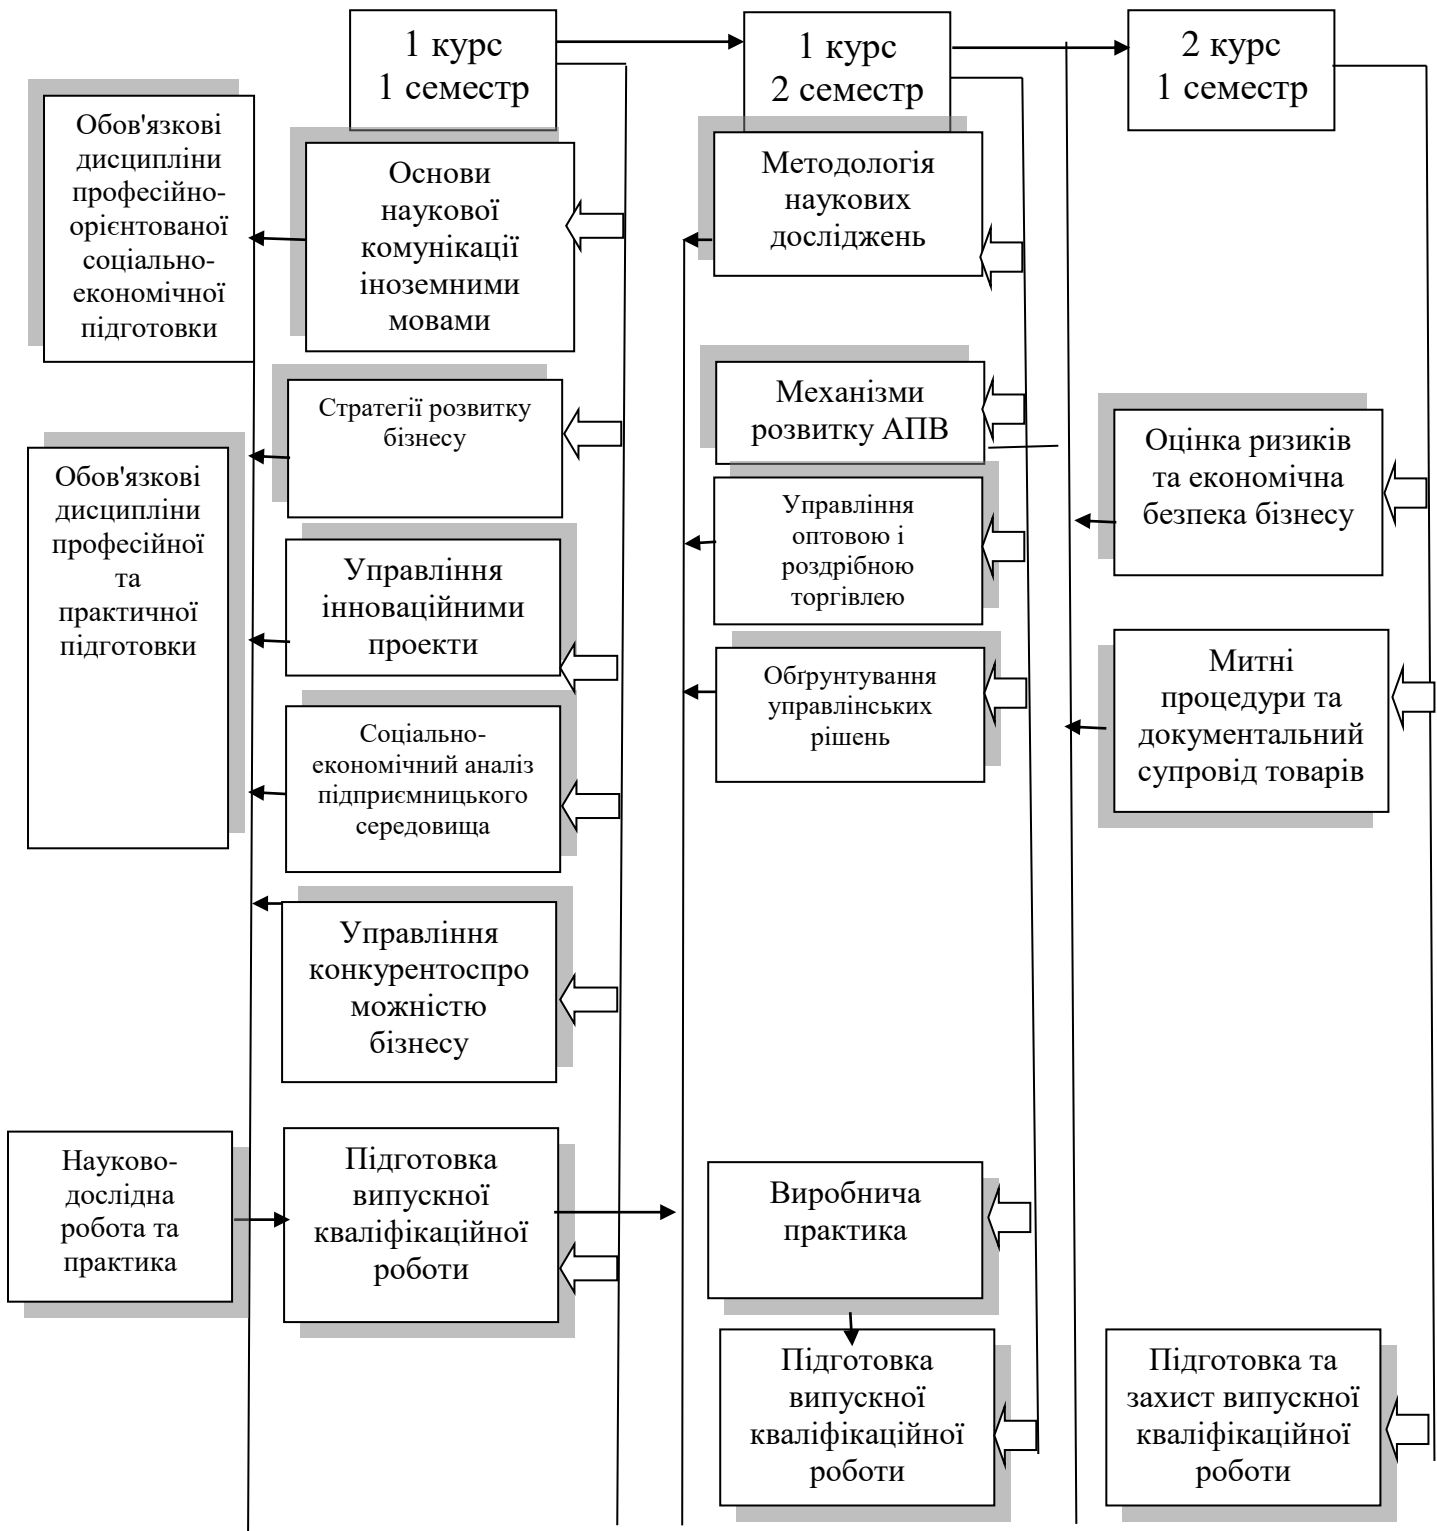 1 курс
1 семестр
1 курс
2 семестр
2 курс
1 семестр
Обов'язкові
дисципліни
професійно-
орієнтованої
соціально-
економічної
підготовки
Основи
наукової
комунікації
іноземними
мовами
Методологія
наукових
досліджень
Стратегії розвитку
бізнесу
Механізми
розвитку АПВ
Оцінка ризиків
та економічна
безпека бізнесу
Обов'язкові
дисципліни
професійної
та
практичної
підготовки
Управління
інноваційними
проекти
Управління
оптовою і
роздрібною
торгівлею
Соціально-
економічний аналіз
підприємницького
середовища
Обґрунтування
управлінських
рішень
Митні
процедури та
документальний
супровід товарів
Управління
конкурентоспро
можністю
бізнесу
Науково-
дослідна
робота та
практика
Підготовка
випускної
кваліфікаційної
роботи
Виробнича
практика
Підготовка
випускної
кваліфікаційної
роботи
Підготовка та
захист випускної
кваліфікаційної
роботи